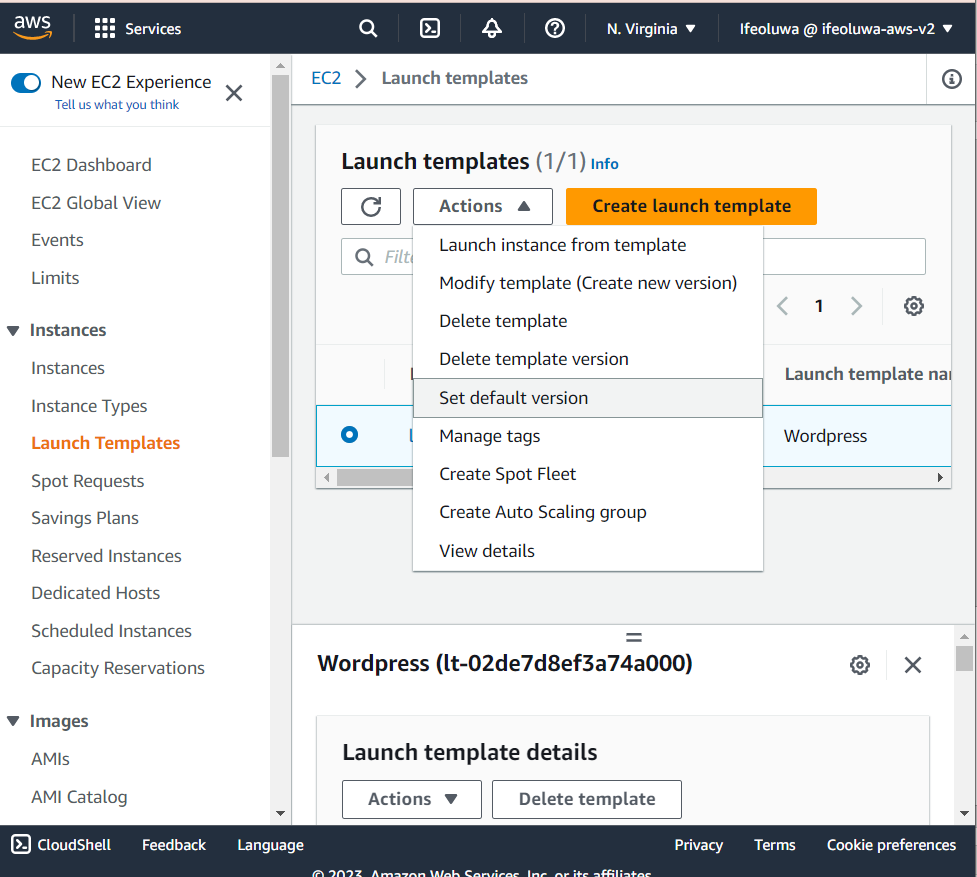 aws
Services
N. Virginia
Ifeoluwa @ ifeoluwa-aws-v2
New EC2 Experience
Tell us what you think
EC2 Dashboard
EC2 Global View
Events
Limits
Instances
Instances
Instance Types
Launch Templates
Spot Requests
Savings Plans
Reserved Instances
Dedicated Hosts
Scheduled Instances
Capacity Reservations
Images
AMIs
AMI Catalog
EC2
Launch templates
Launch templates (1/1) Info
Actions
Create launch template
Launch instance from template
Modify template (Create new version)
Delete template
Delete template version
Set default version
Manage tags
Create Spot Fleet
Create Auto Scaling group
View details
1
Launch template
Wordpress
Wordpress (lt-02de7d8ef3a74a000)
Launch template details
Actions
Delete template
CloudShell
Feedback
Language
Privacy
Terms
Cookie preferences
© 2023, Amazon Web Services, Inc. or its affiliates.